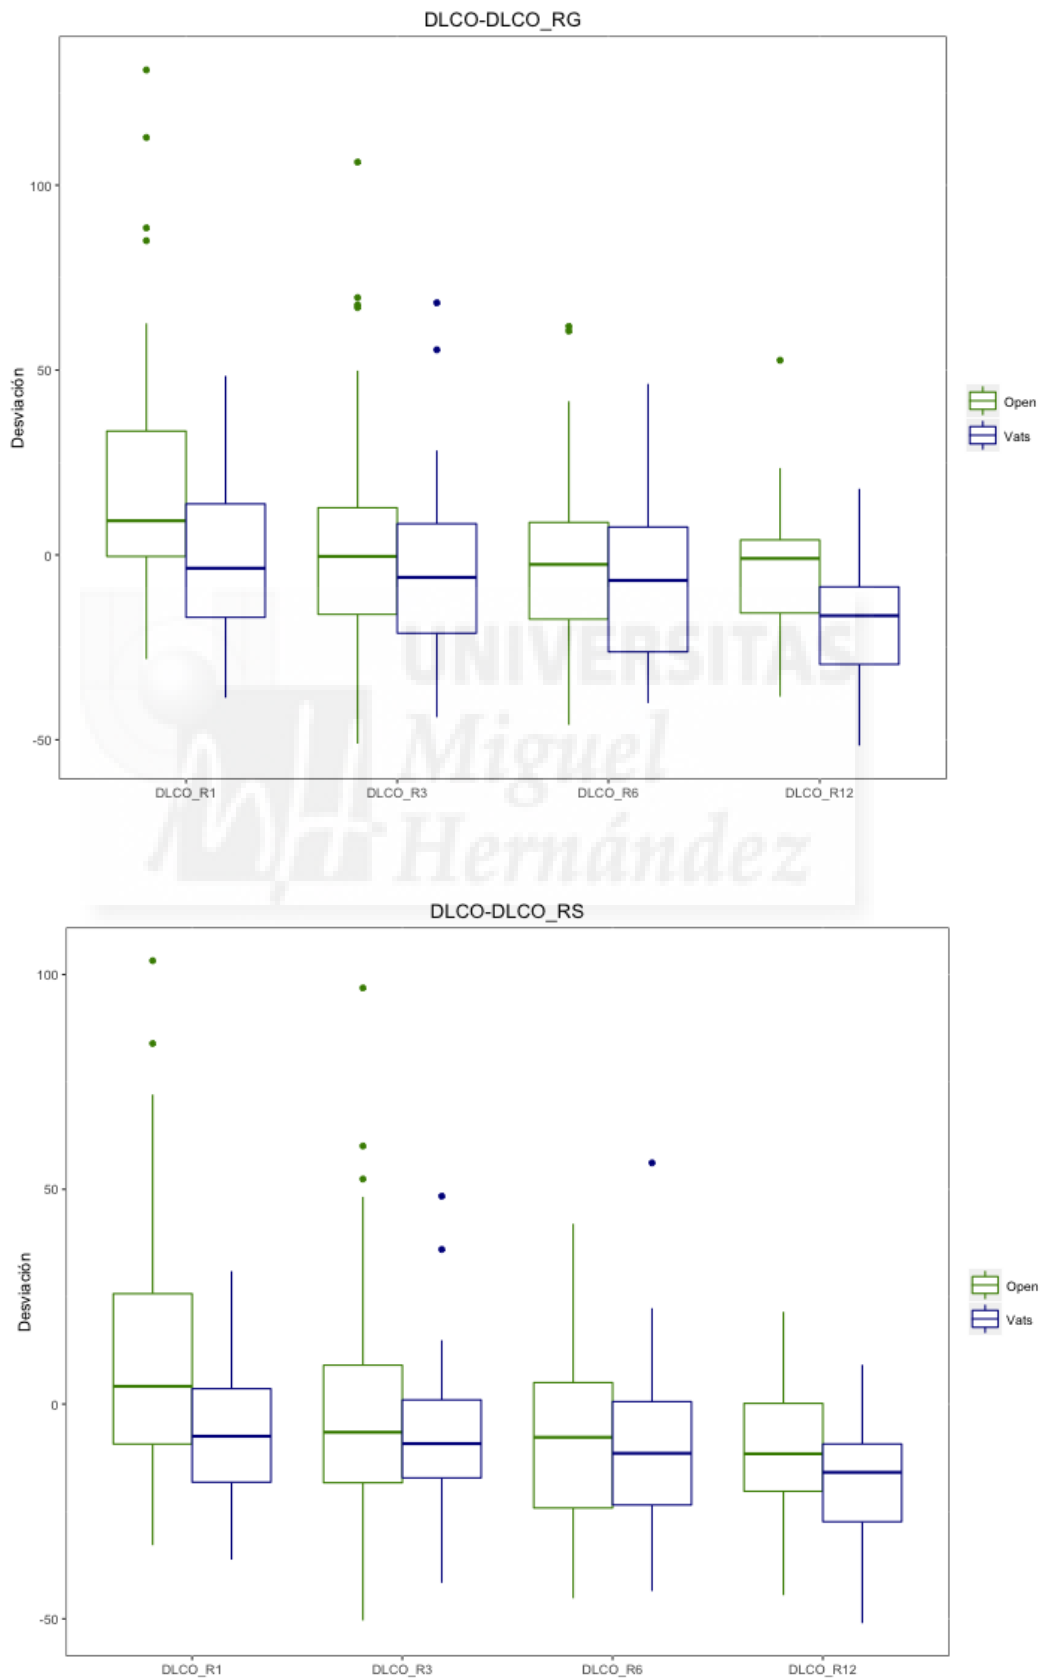 DLCO-DLCO_RG
100
50
0
-50
Desviación
Open
Vats
DLCO_R1 DLCO_R3 DLCO_R6 DLCO_R12
UNIVERSITAS
Miguel
Hernández
DLCO-DLCO_RS
100
50
0
-50
Desviación
Open
Vats
DLCO_R1 DLCO_R3 DLCO_R6 DLCO_R12